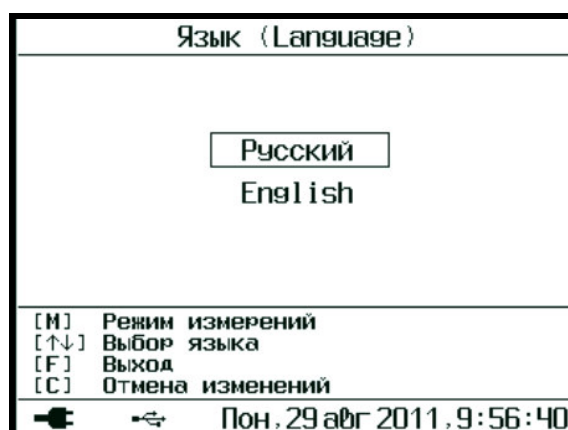 Язык (Language)
Русский
English
[M] Режим измерений
[↑↓] Выбор языка
[F] Выход
[C] Отмена изменений
Пон, 29 авг 2011, 9:56:40